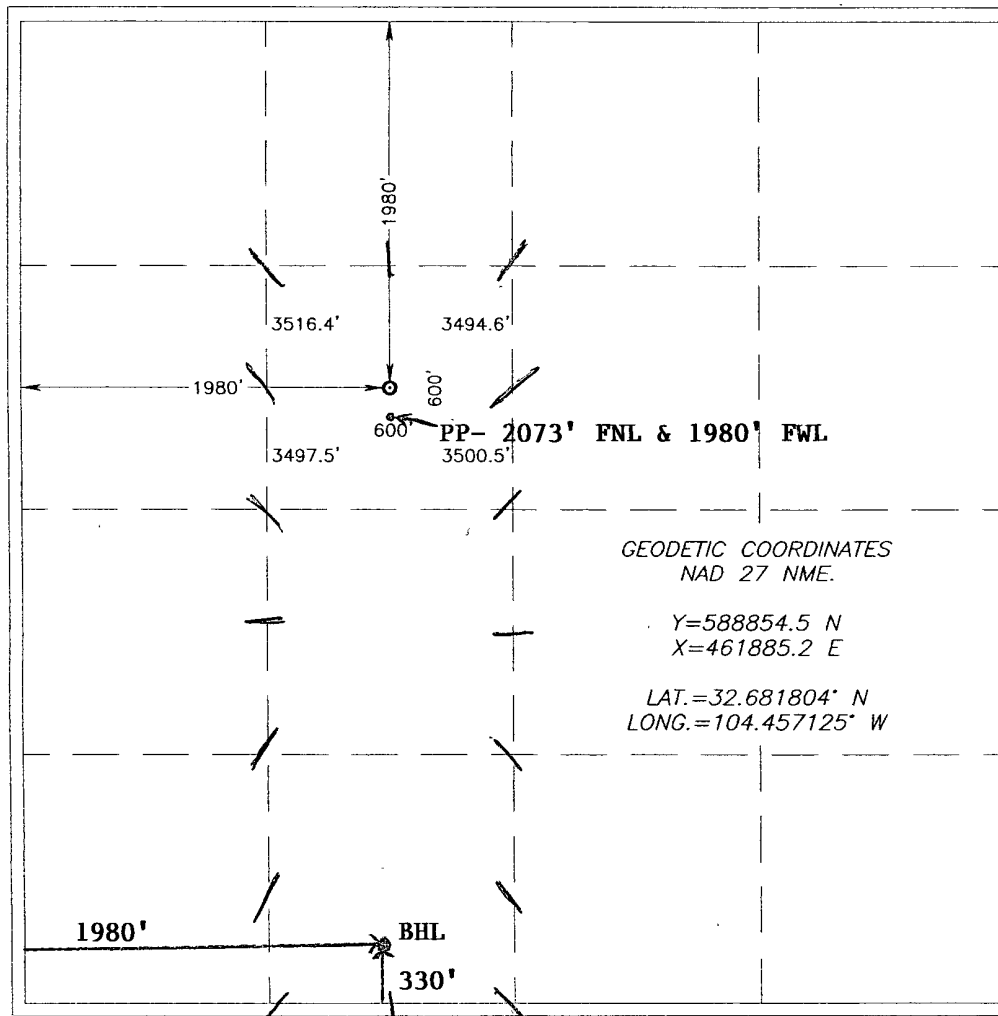 1980'
3516.4' 3494.6'
1980'
600'
600'
PP- 2073' FNL & 1980' FWL
3497.5' 3500.5'
GEODETIC COORDINATES
NAD 27 NME.
Y=588854.5 N
X=461885.2 E
LAT.=32.681804° N
LONG.=104.457125° W
1980' BHL
330'